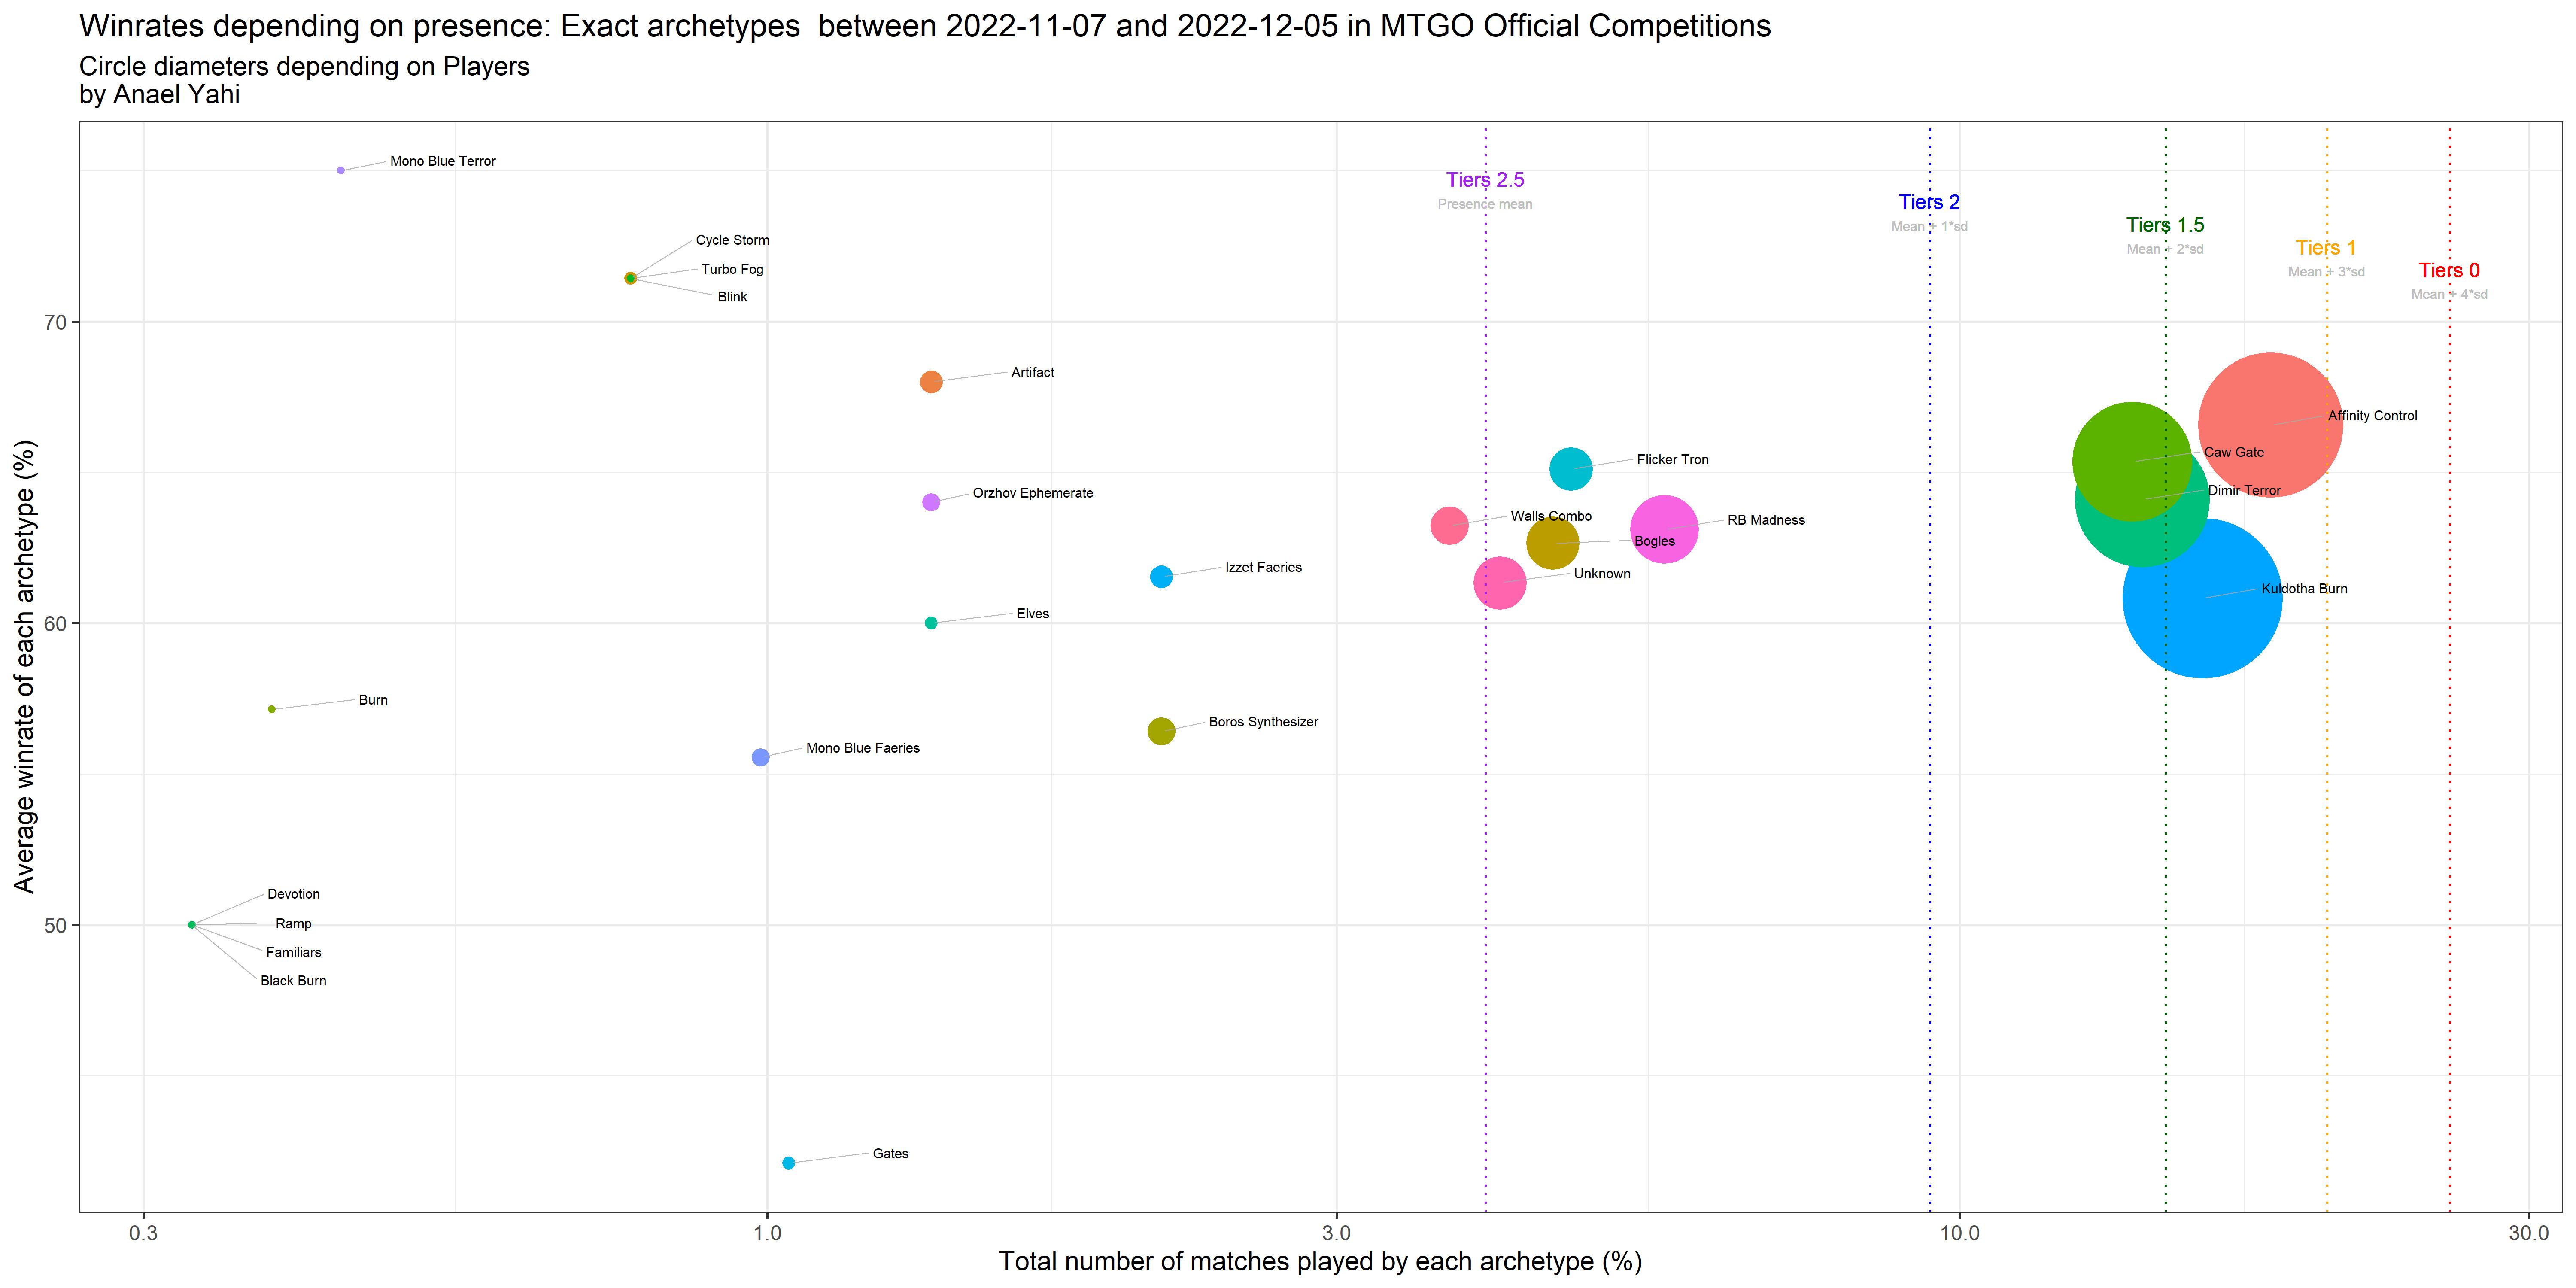 Winrates depending on presence: Exact archetypes  between 2022-11-07 and 2022-12-05 in MTGO Official Competitions
Circle diameters depending on Players
by Anael Yahi
Mono Blue Terror
Tiers 2.5
Presence mean
Tiers 2
Mean + 1*sd
Tiers 1.5
Mean + 2*sd
Tiers 1
Mean + 3*sd
Tiers 0
Mean + 4*sd
Cycle Storm
Turbo Fog
Blink
70
Artifact
Affinity Control
Caw Gate
Flicker Tron
Dimir Terror
Orzhov Ephemerate
Walls Combo
RB Madness
Bogles
Unknown
Izzet Faeries
Kuldotha Burn
Elves
60
Burn
Boros Synthesizer
Mono Blue Faeries
Devotion
Ramp
50
Familiars
Black Burn
Gates
Average winrate of each archetype (%)
0.3
1.0
3.0
10.0
30.0
Total number of matches played by each archetype (%)